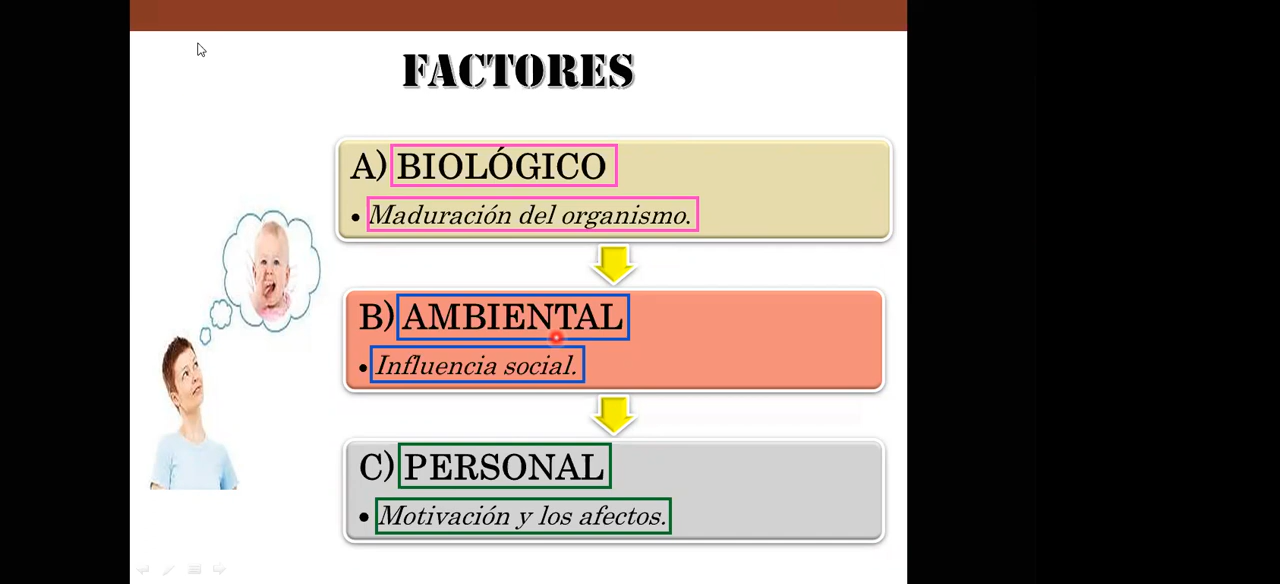 FACTORES
A) BIOLÓGICO
• Maduración del organismo.
B) AMBIENTAL
• Influencia social.
C) PERSONAL
• Motivación y los afectos.